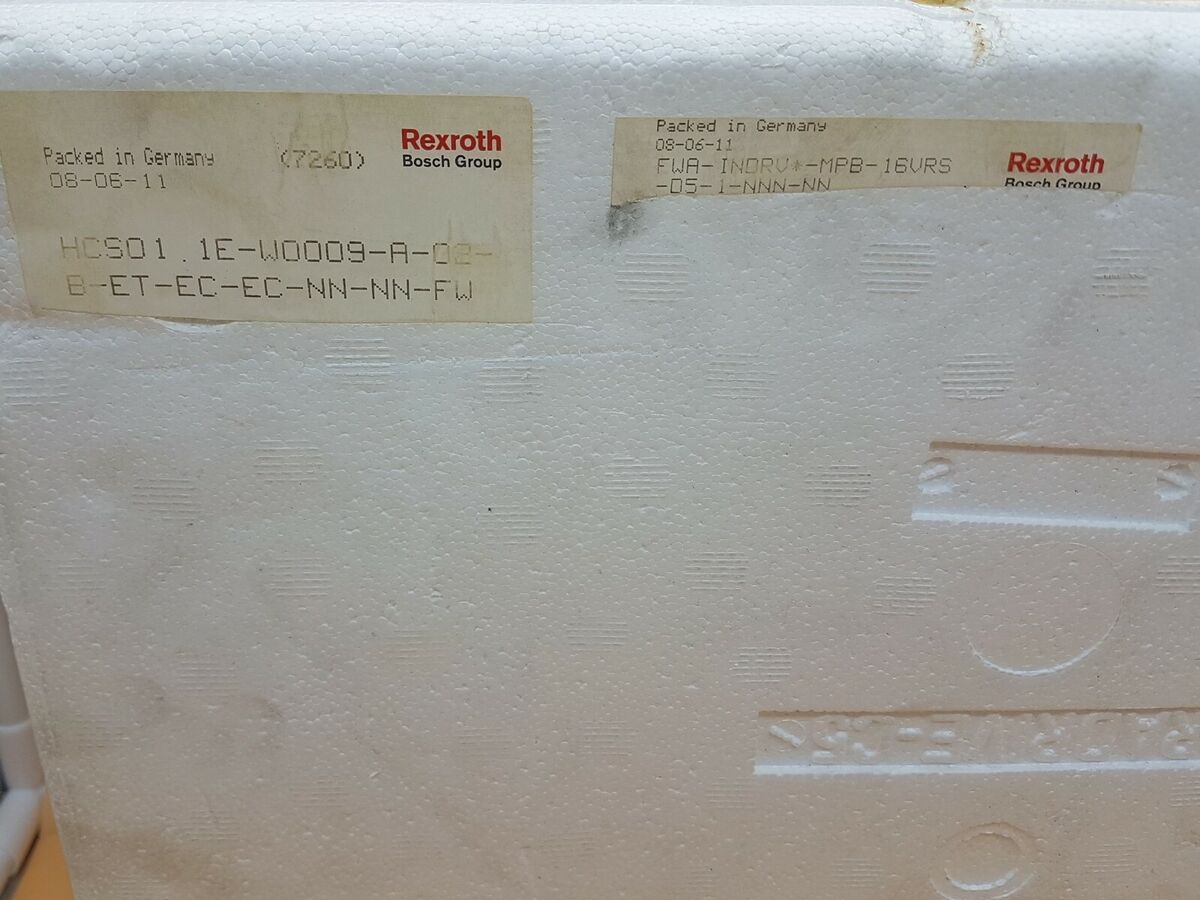 Packed in Germany (7260) Rexroth
08-06-11 Bosch Group
HCS01.1E-W0009-A-02-
B-ET-EC-EC-NN-NN-FW
Packed in Germany
08-06-11
FWA-INDRV*-MPB-16VRS Rexroth
-D5-1-NNN-NN Bosch Group